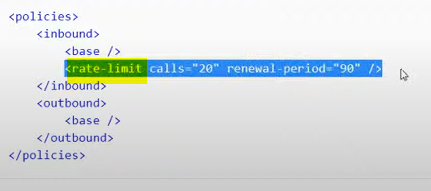 <policies>
<inbound>
<base />
<rate-limit calls="20" renewal-period="90" />
</inbound>
<outbound>
<base />
</outbound>
</policies>